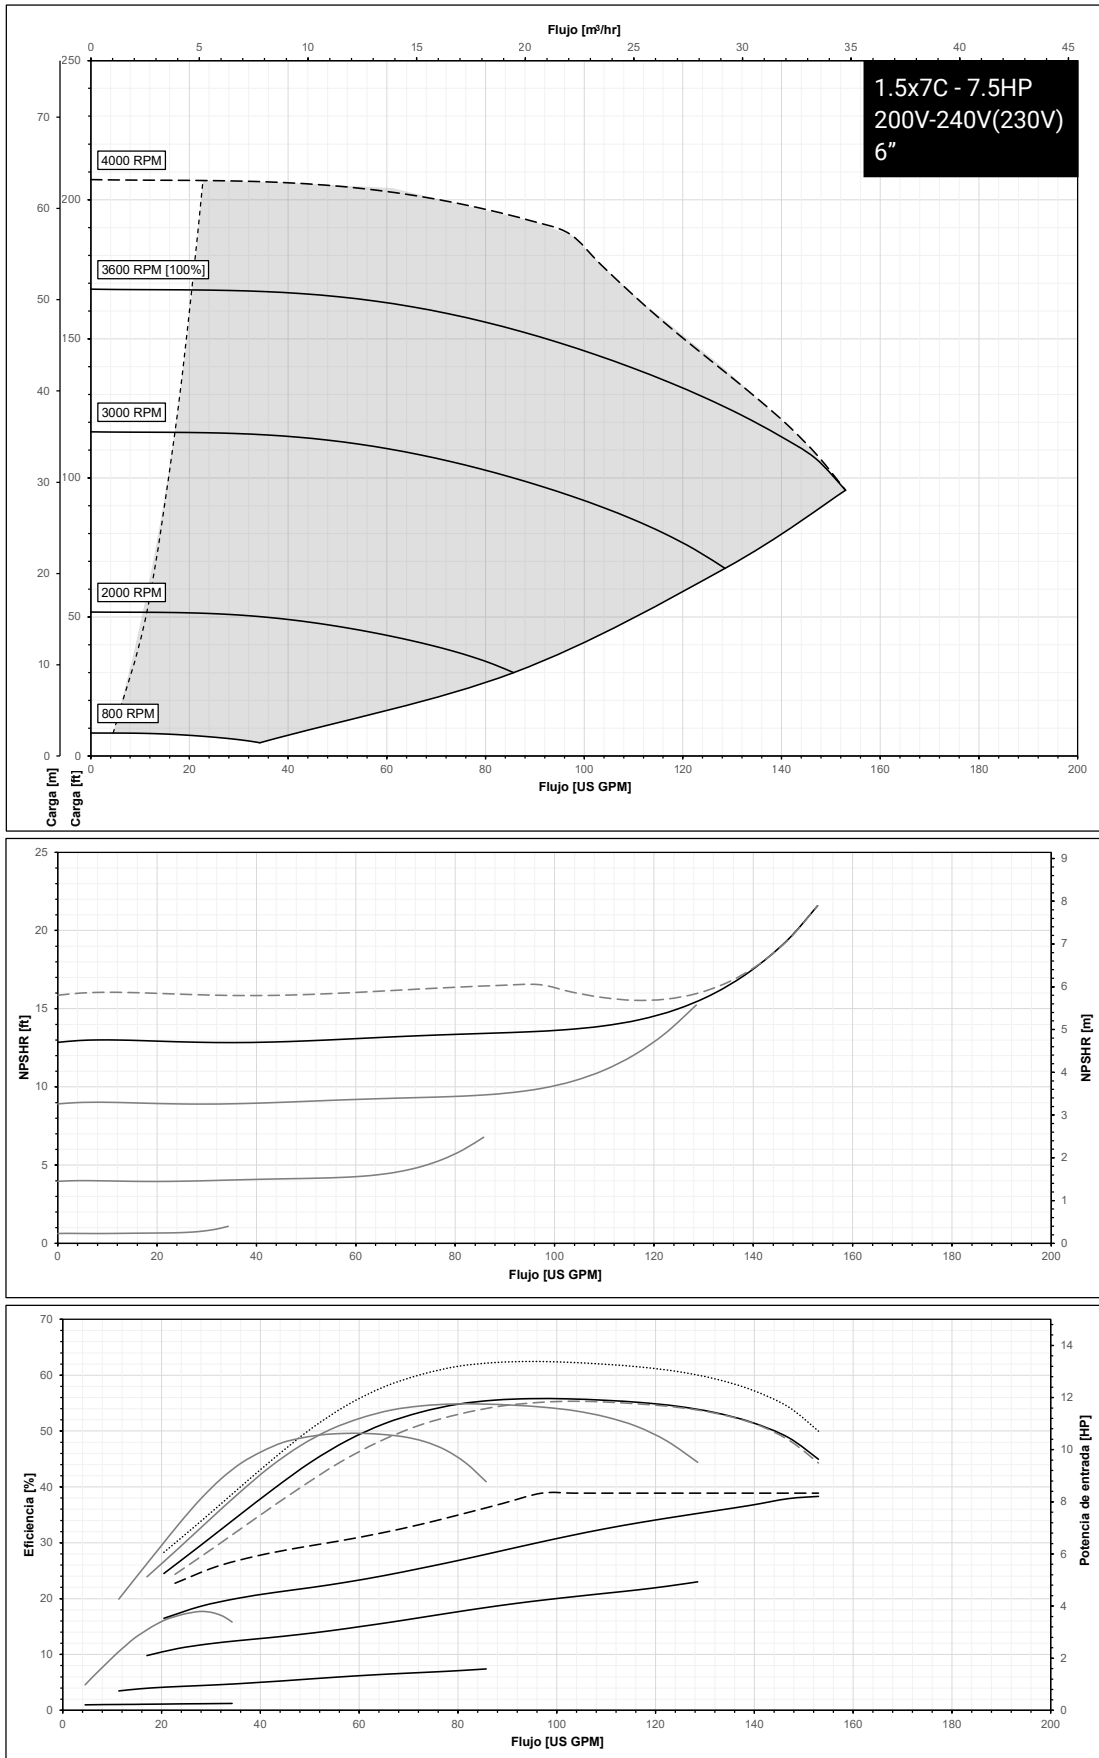 Flujo [m³/hr]
0 5 10 15 20 25 30 35 40 45
1.5x7C - 7.5HP
200V-240V(230V)
6”
250
200
150
100
50
0
70
60
50
40
30
20
10
0
4000 RPM
3600 RPM [100%]
3000 RPM
2000 RPM
800 RPM
0 20 40 60 80 100 120 140 160 180 200
Flujo [US GPM]
Carga [m]
Carga [ft]
25
20
15
10
5
0
NPSHR [ft]
9
8
7
6
5
4
3
2
1
0
NPSHR [m]
0 20 40 60 80 100 120 140 160 180 200
Flujo [US GPM]
70
60
50
40
30
20
10
0
Eficiencia [%]
14
12
10
8
6
4
2
0
Potencia de entrada [HP]
0 20 40 60 80 100 120 140 160 180 200
Flujo [US GPM]